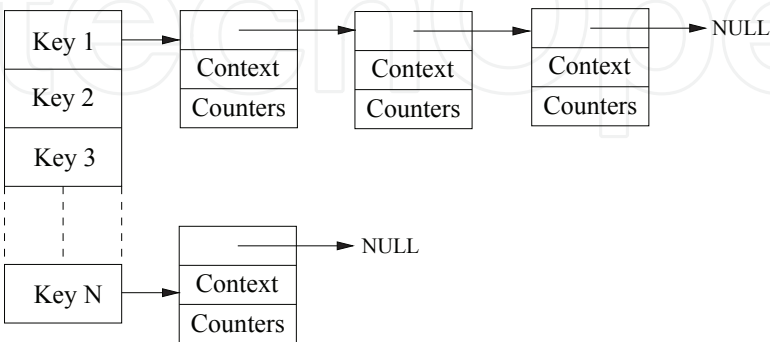 Key 1
NULL
Context
Context
Context
Key 2
Counters
Counters
Counters
Key 3
NULL
Context
Key N
Counters